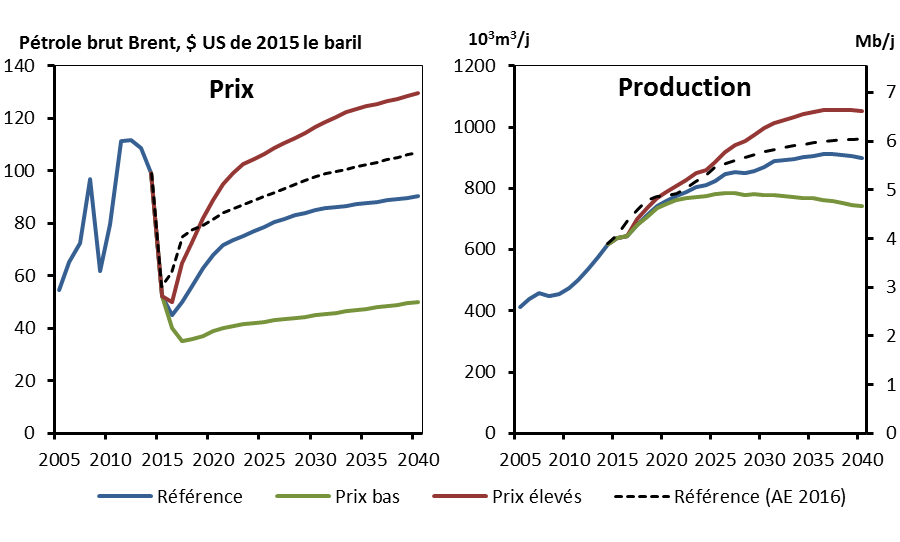 Pétrole brut Brent, $ US de 2015 le baril
Prix
140
120
100
80
60
40
20
0
2005 2010 2015 2020 2025 2030 2035 2040
10³m³/j
Mb/j
Production
1200
1000
800
600
400
200
0
7
6
5
4
3
2
1
0
2005 2010 2015 2020 2025 2030 2035 2040
Référence Prix bas Prix élevés Référence (AE 2016)